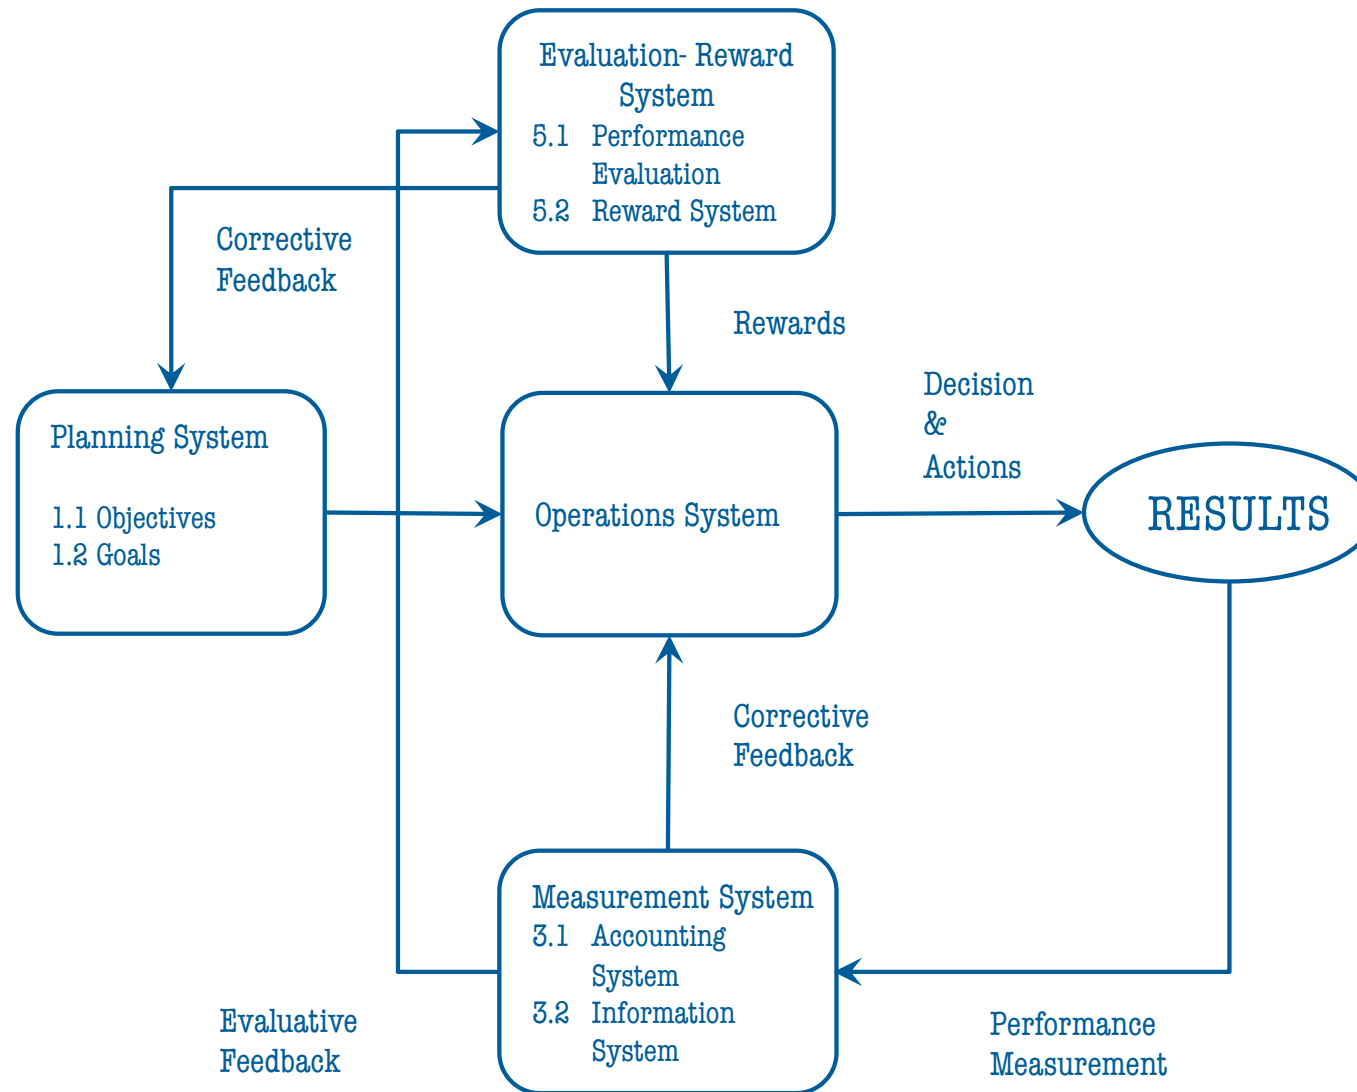 Evaluation- Reward
System
5.1 Performance
Evaluation
5.2 Reward System
Corrective
Feedback
Rewards
Decision
&
Actions
Planning System
1.1 Objectives
1.2 Goals
Operations System
RESULTS
Corrective
Feedback
Measurement System
3.1 Accounting
System
3.2 Information
System
Evaluative
Feedback
Performance
Measurement